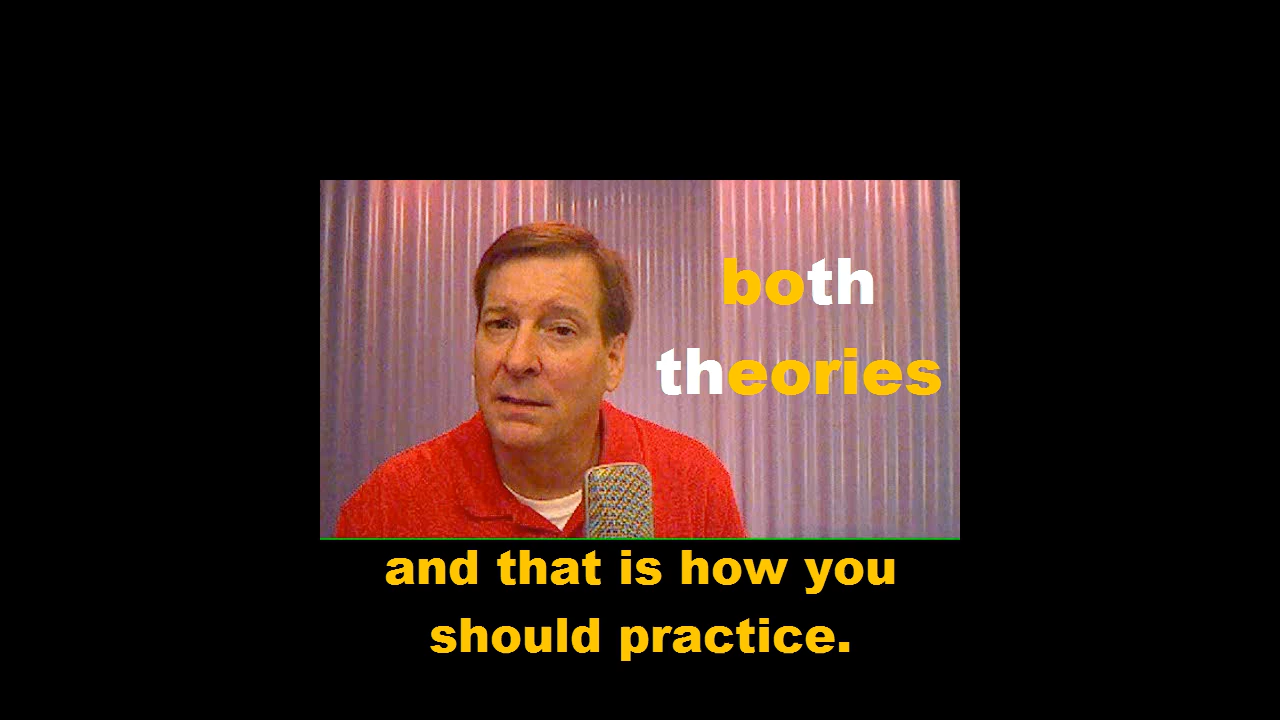 both
theories
and that is how you
should practice.